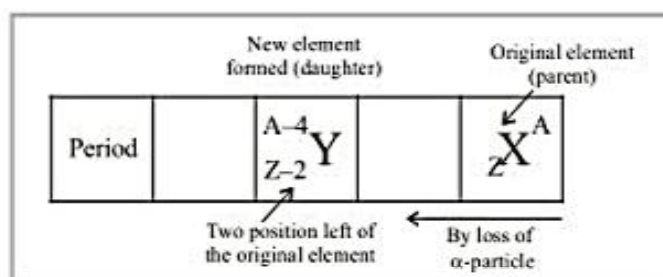 New element
formed (daughter)
Original element
(parent)
Period
A–4
Z–2 Y
Z X A
Two position left of
the original element
By loss of
α-particle